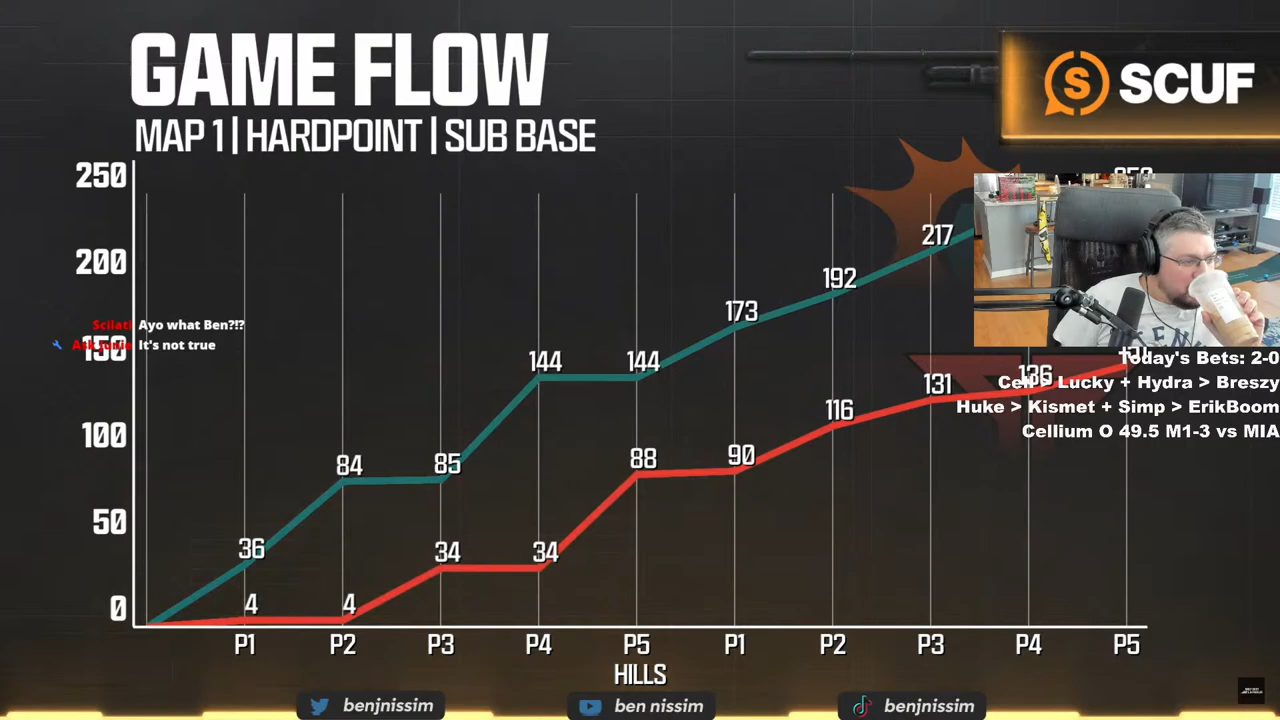 GAME FLOW
MAP 1 | HARDPOINT | SUB BASE
SCUF
250
200
150
100
50
0
Scilati Ayo what Ben?!?
It's not true
36
84
85
144
144
173
192
217
4
4
34
34
88
90
116
131
136
Today's Bets: 2-0
Cell > Lucky + Hydra > Breszy
Huke > Kismet + Simp > ErikBoom
Cellium O 49.5 M1-3 vs MIA
P1
P2
P3
P4
P5
P1
P2
P3
P4
P5
HILLS
benjnissim
ben nissim
benjnissim